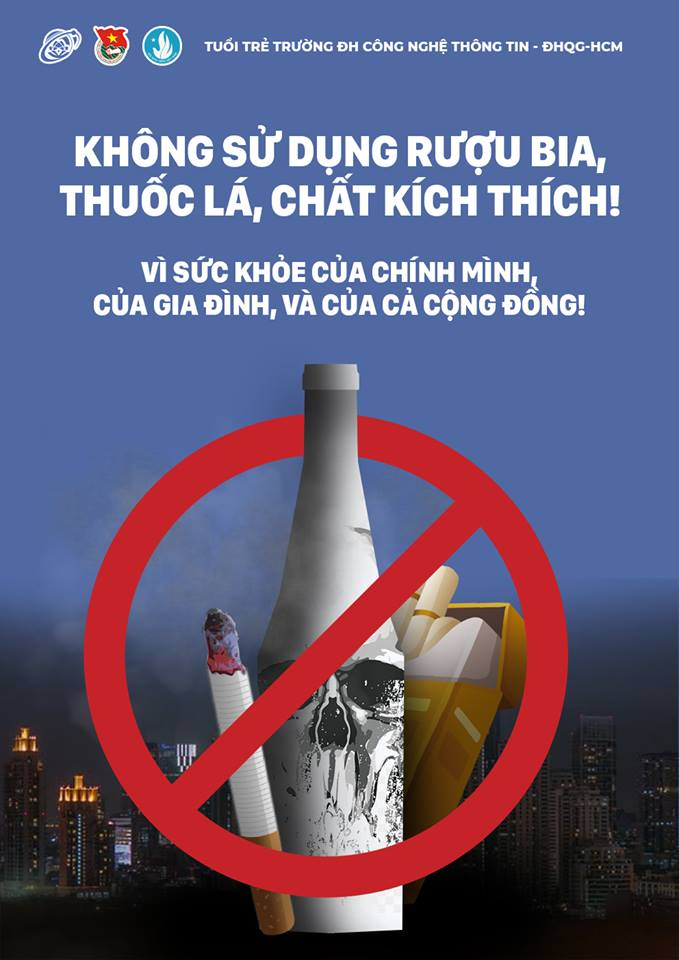 TUỔI TRẺ TRƯỜNG ĐH CÔNG NGHỆ THÔNG TIN - ĐHQG-HCM
KHÔNG SỬ DỤNG RƯỢU BIA,
THUỐC LÁ, CHẤT KÍCH THÍCH!
VÌ SỨC KHỎE CỦA CHÍNH MÌNH,
CỦA GIA ĐÌNH, VÀ CỦA CẢ CỘNG ĐỒNG!